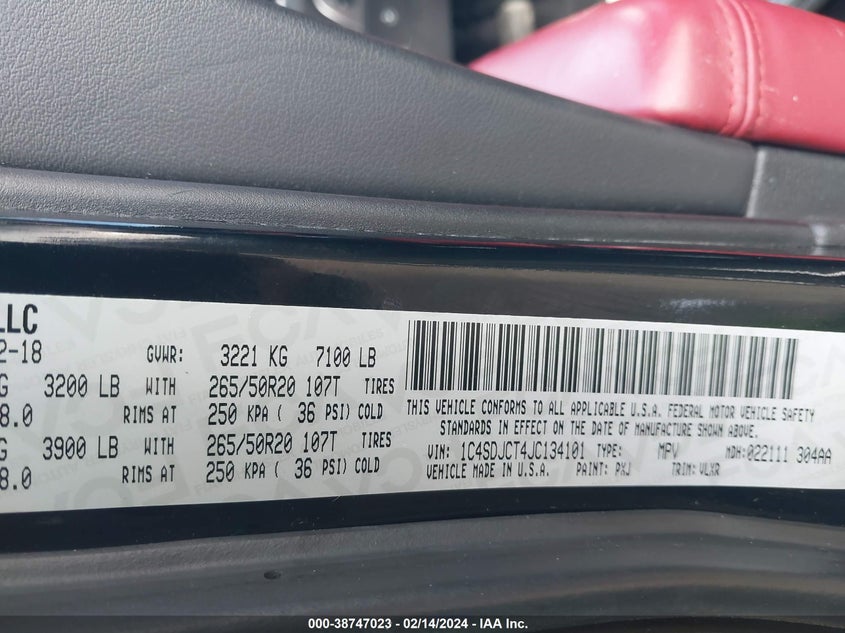 LLC
2-18 GVWR: 3221 KG 7100 LB
G 3200 LB WITH 265/50R20 107T TIRES
8.0 RIMS AT 250 KPA ( 36 PSI) COLD
G 3900 LB WITH 265/50R20 107T TIRES
8.0 RIMS AT 250 KPA ( 36 PSI) COLD
THIS VEHICLE CONFORMS TO ALL APPLICABLE U.S.A. FEDERAL MOTOR VEHICLE SAFETY
STANDARDS IN EFFECT ON THE DATE OF MANUFACTURE SHOWN ABOVE.
VIN: 1C4SDJCT4JC134101 TYPE: MPV MDH: 022111 304AA
VEHICLE MADE IN U.S.A. PAINT: PXJ TRIM: VLXR
000-38747023 - 02/14/2024 - IAA Inc.